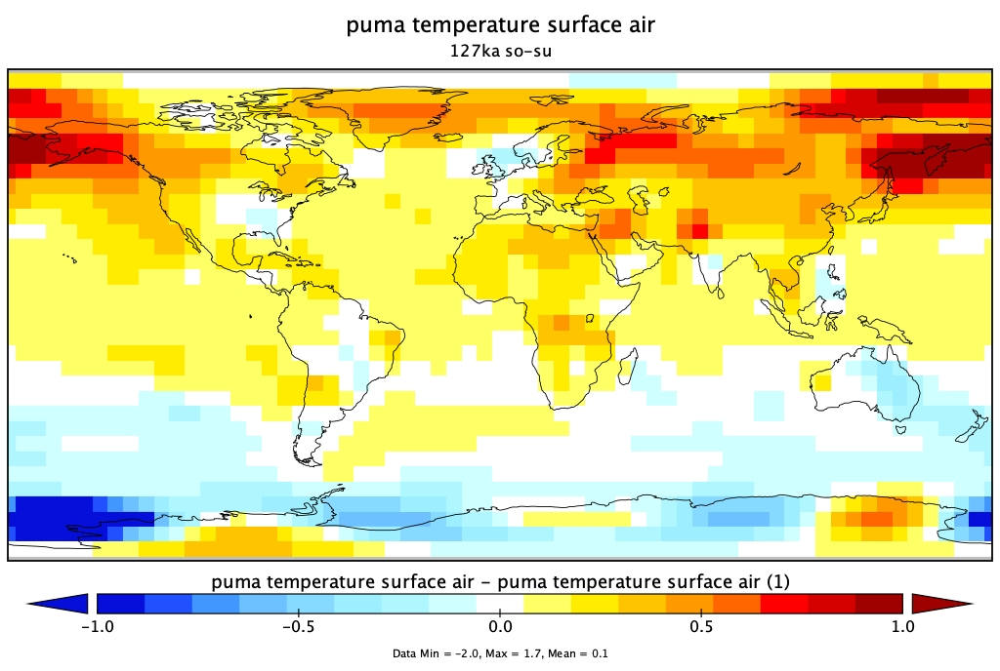 puma temperature surface air
127ka so-su
puma temperature surface air − puma temperature surface air (1)
−1.0 −0.5 0.0 0.5 1.0
Data Min = −2.0, Max = 1.7, Mean = 0.1